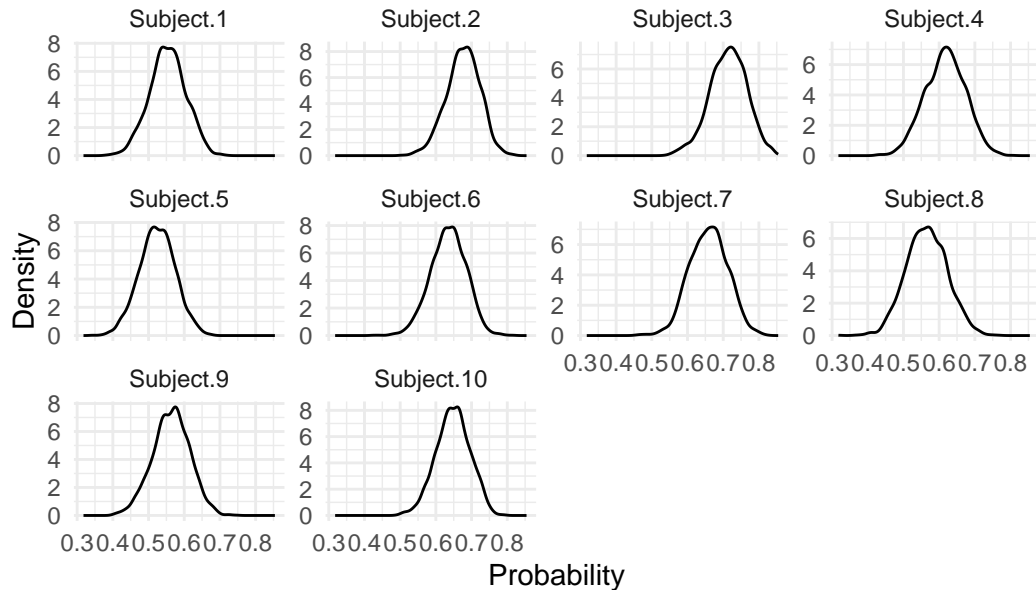 Subject.1 Subject.2 Subject.3 Subject.4
8 6 4 2 0
8 6 4 2 0
6 4 2 0
6 4 2 0
Subject.5 Subject.6 Subject.7 Subject.8
8 6 4 2 0
8 6 4 2 0
6 4 2 0
6 4 2 0
Density
0.30.40.50.60.70.8 0.30.40.50.60.70.8
Subject.9 Subject.10
8 6 4 2 0
8 6 4 2 0
0.30.40.50.60.70.8 0.30.40.50.60.70.8
Probability